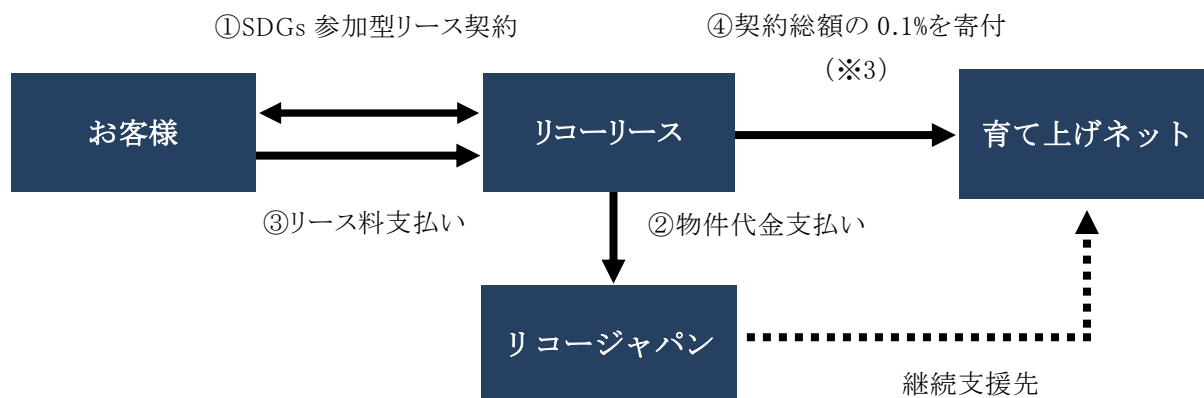 ①SDGs 参加型リース契約
④契約総額の 0.1%を寄付
(※3)
お客様
リコーリース
育て上げネット
③リース料支払い
②物件代金支払い
リコージャパン
継続支援先